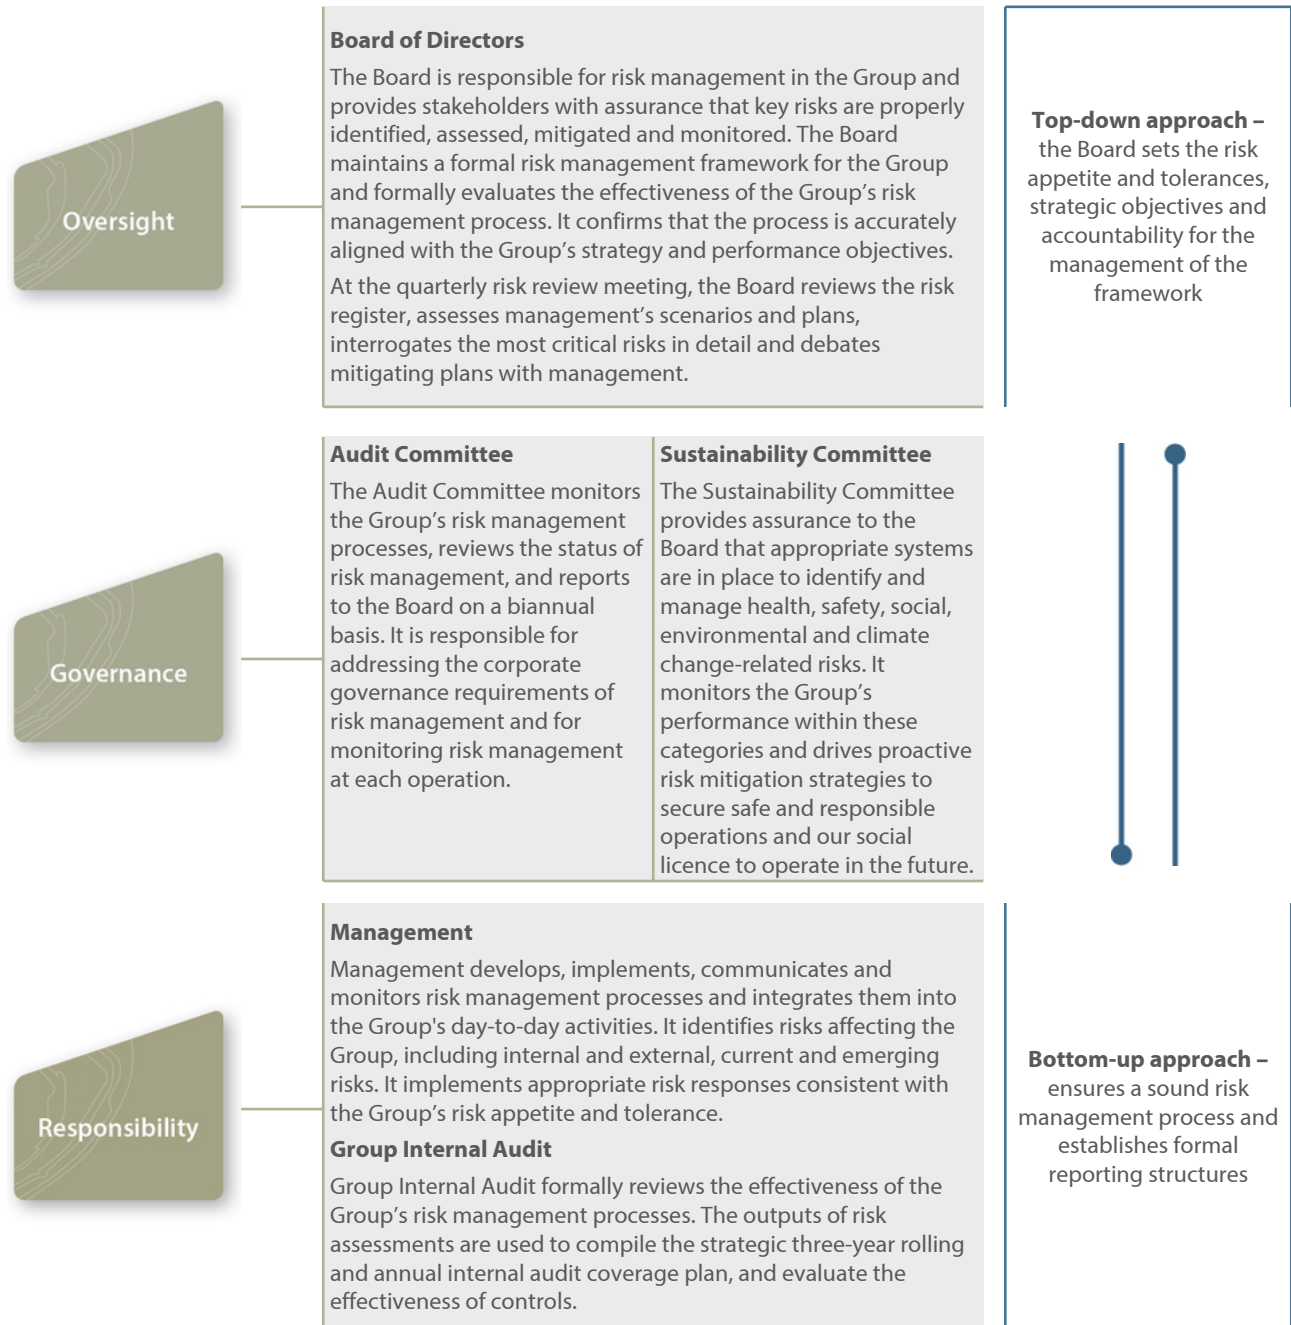 Oversight
Board of Directors
The Board is responsible for risk management in the Group and
provides stakeholders with assurance that key risks are properly
identified, assessed, mitigated and monitored. The Board
maintains a formal risk management framework for the Group
and formally evaluates the effectiveness of the Group’s risk
management process. It confirms that the process is accurately
aligned with the Group’s strategy and performance objectives.
At the quarterly risk review meeting, the Board reviews the risk
register, assesses management’s scenarios and plans,
interrogates the most critical risks in detail and debates
mitigating plans with management.
Top-down approach –
the Board sets the risk
appetite and tolerances,
strategic objectives and
accountability for the
management of the
framework
Governance
Audit Committee
The Audit Committee monitors
the Group’s risk management
processes, reviews the status of
risk management, and reports
to the Board on a biannual
basis. It is responsible for
addressing the corporate
governance requirements of
risk management and for
monitoring risk management
at each operation.
Sustainability Committee
The Sustainability Committee
provides assurance to the
Board that appropriate systems
are in place to identify and
manage health, safety, social,
environmental and climate
change-related risks. It
monitors the Group’s
performance within these
categories and drives proactive
risk mitigation strategies to
secure safe and responsible
operations and our social
licence to operate in the future.
Responsibility
Management
Management develops, implements, communicates and
monitors risk management processes and integrates them into
the Group's day-to-day activities. It identifies risks affecting the
Group, including internal and external, current and emerging
risks. It implements appropriate risk responses consistent with
the Group’s risk appetite and tolerance.
Group Internal Audit
Group Internal Audit formally reviews the effectiveness of the
Group’s risk management processes. The outputs of risk
assessments are used to compile the strategic three-year rolling
and annual internal audit coverage plan, and evaluate the
effectiveness of controls.
Bottom-up approach –
ensures a sound risk
management process and
establishes formal
reporting structures